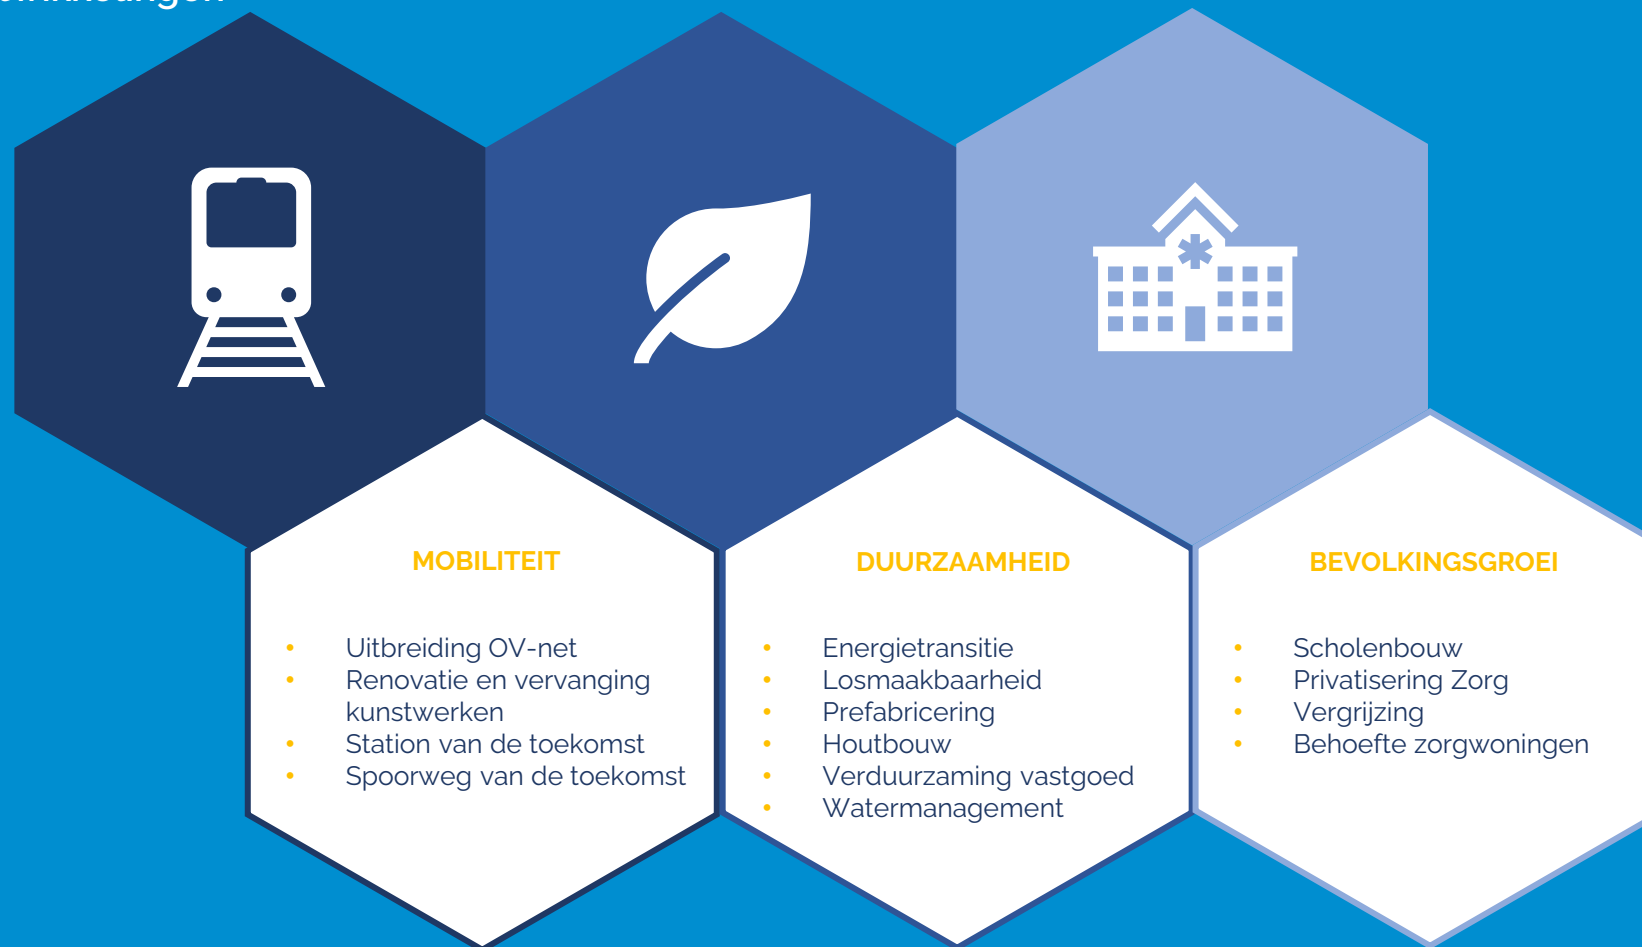 MOBILITEIT
• Uitbreiding OV-net
• Renovatie en vervanging
kunstwerken
• Station van de toekomst
• Spoorweg van de toekomst
DUURZAAMHEID
• Energietransitie
• Losmaakbaarheid
• Prefabricering
• Houtbouw
• Verduurzaming vastgoed
• Watermanagement
BEVOLKINGSGROEI
• Scholenbouw
• Privatisering Zorg
• Vergrijzing
• Behoefte zorgwoningen